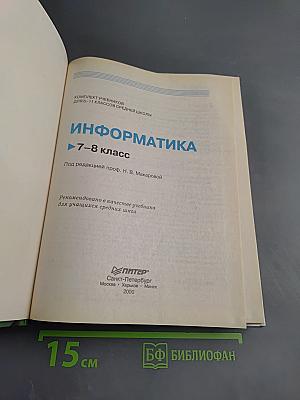 КОМПЛЕКТ УЧЕБНИКОВ
ДЛЯ 5–11 КЛАССОВ СРЕДНЕЙ ШКОЛЫ
ИНФОРМАТИКА
7–8 класс
Под редакцией проф. Н. В. Макаровой
Рекомендовано в качестве учебника
для учащихся средних школ
ПИТЕР
Санкт-Петербург
Москва • Харьков • Минск
2000
15 см
БФ БИБЛИОФАН